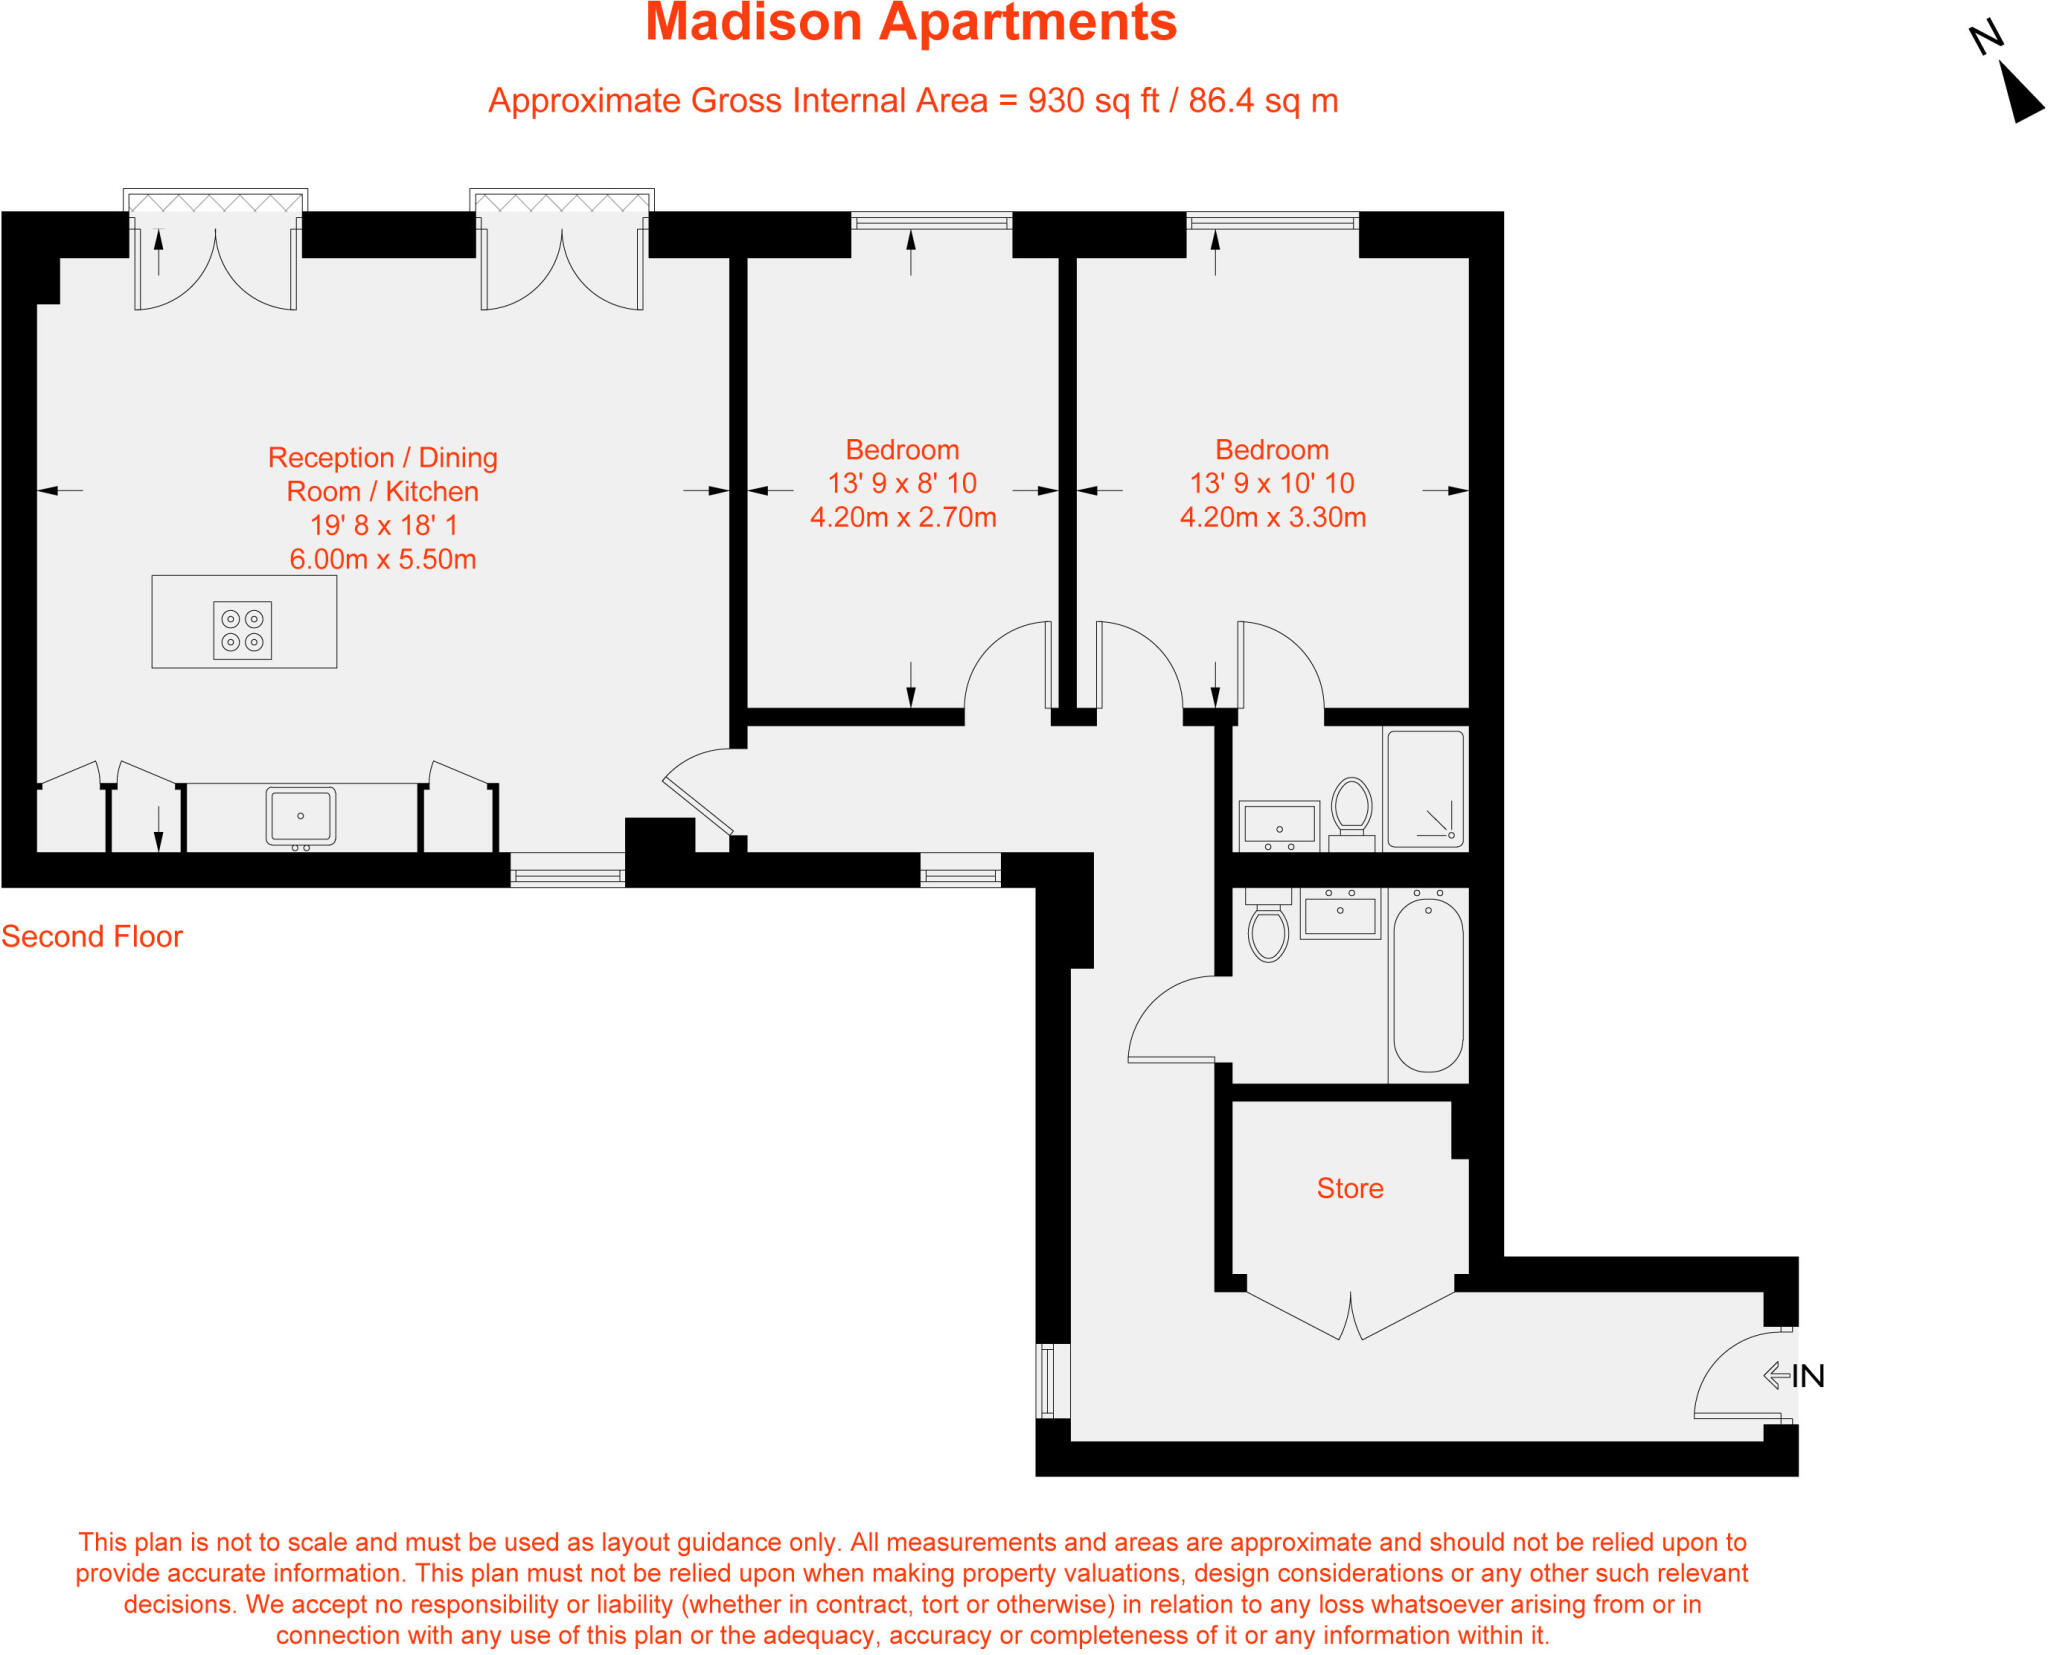 Madison Apartments
Approximate Gross Internal Area = 930 sq ft / 86.4 sq m
N
Reception / Dining
Room / Kitchen
19' 8 x 18' 1
6.00m x 5.50m
Bedroom
13' 9 x 8' 10
4.20m x 2.70m
Bedroom
13' 9 x 10' 10
4.20m x 3.30m
Second Floor
Store
IN
This plan is not to scale and must be used as layout guidance only. All measurements and areas are approximate and should not be relied upon to
provide accurate information. This plan must not be relied upon when making property valuations, design considerations or any other such relevant
decisions. We accept no responsibility or liability (whether in contract, tort or otherwise) in relation to any loss whatsoever arising from or in
connection with any use of this plan or the adequacy, accuracy or completeness of it or any information within it.